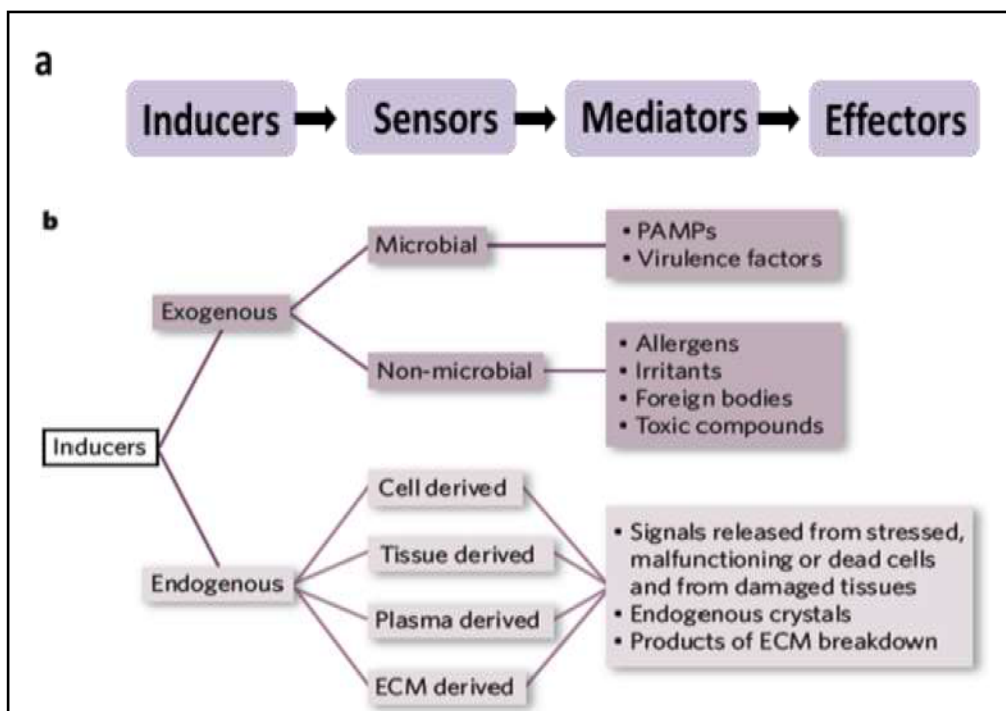 a
Inducers Sensors Mediators Effectors
b
Microbial
• PAMPs
• Virulence factors
Exogenous
Non-microbial
• Allergens
• Irritants
• Foreign bodies
• Toxic compounds
Inducers
Cell derived
Tissue derived
Endogenous
Plasma derived
ECM derived
• Signals released from stressed,
malfunctioning or dead cells
and from damaged tissues
• Endogenous crystals
• Products of ECM breakdown